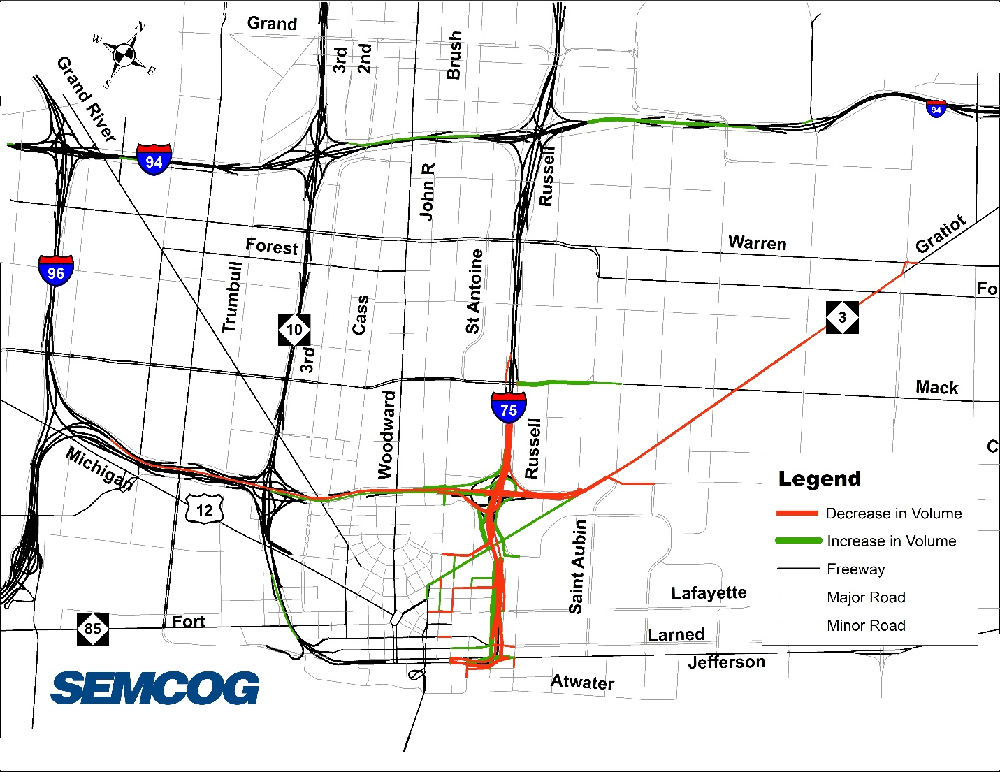 Grand
3rd
2nd
Brush
N
W
E
S
Grand River
94
94
John R
Russell
Gratiot
Forest
Warren
96
Trumbull
Cass
St Antoine
Fo
10
3
3rd
Mack
75
Woodward
Russell
Michigan
C
12
Legend
Decrease in Volume
Increase in Volume
Freeway
Major Road
Minor Road
Saint Aubin
Lafayette
85
Fort
Larned
Jefferson
Atwater
SEMCOG